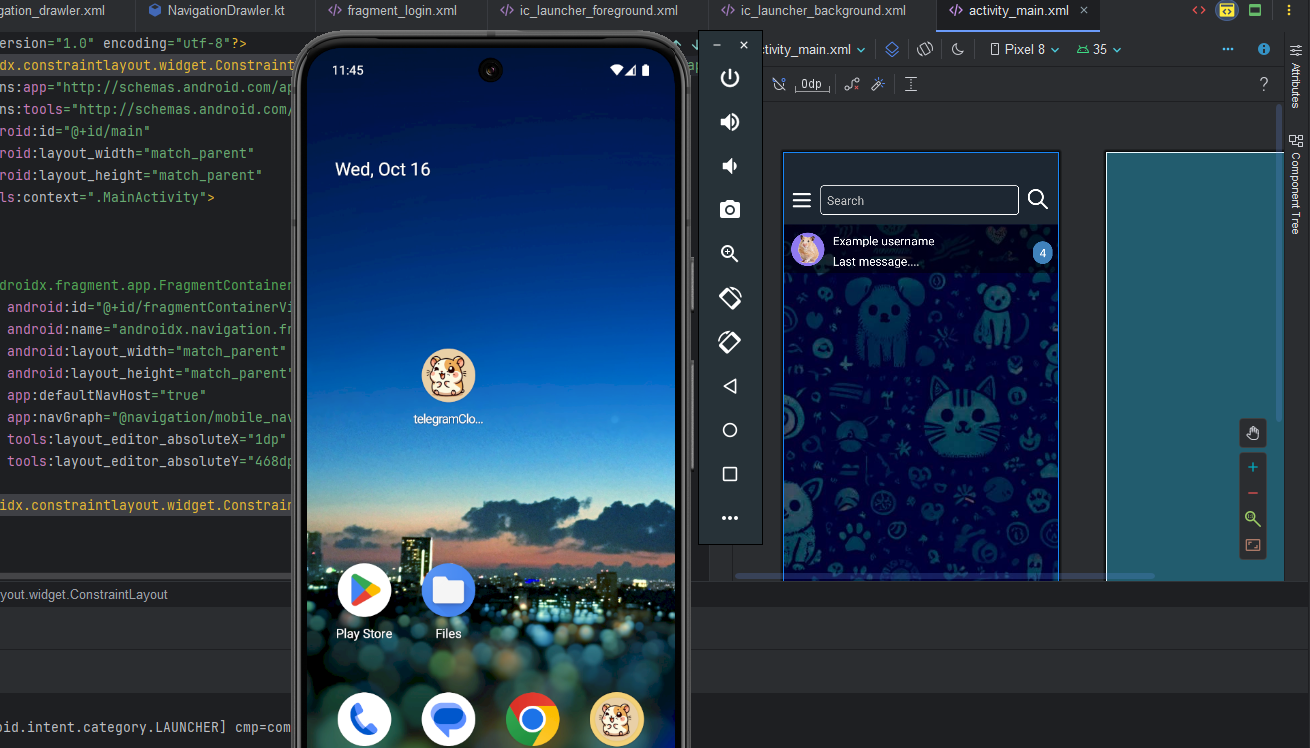 gation_drawler.xml
NavigationDrawler.kt
fragment_login.xml
ic_launcher_foreground.xml
ic_launcher_background.xml
activity_main.xml
ersion="1.0" encoding="utf-8"?>
idx.constraintlayout.widget.Constraint
ns:app="http://schemas.android.com/ap
ns:tools="http://schemas.android.com/
roid:id="@+id/main"
roid:layout_width="match_parent"
roid:layout_height="match_parent"
ls:context=".MainActivity">
droidx.fragment.app.FragmentContainer
android:id="@+id/fragmentContainerVi
android:name="androidx.navigation.fr
android:layout_width="match_parent"
android:layout_height="match_parent"
app:defaultNavHost="true"
app:navGraph="@navigation/mobile_nav
tools:layout_editor_absoluteX="1dp"
tools:layout_editor_absoluteY="468dp
idx.constraintlayout.widget.Constrain
yout.widget.ConstraintLayout
oid.intent.category.LAUNCHER] cmp=com
11:45
Wed, Oct 16
telegramClo...
Play Store
Files
ap
ctivity_main.xml
Pixel 8
35
0dp
?
Search
Example username
Last message....
4
Attributes
Component Tree